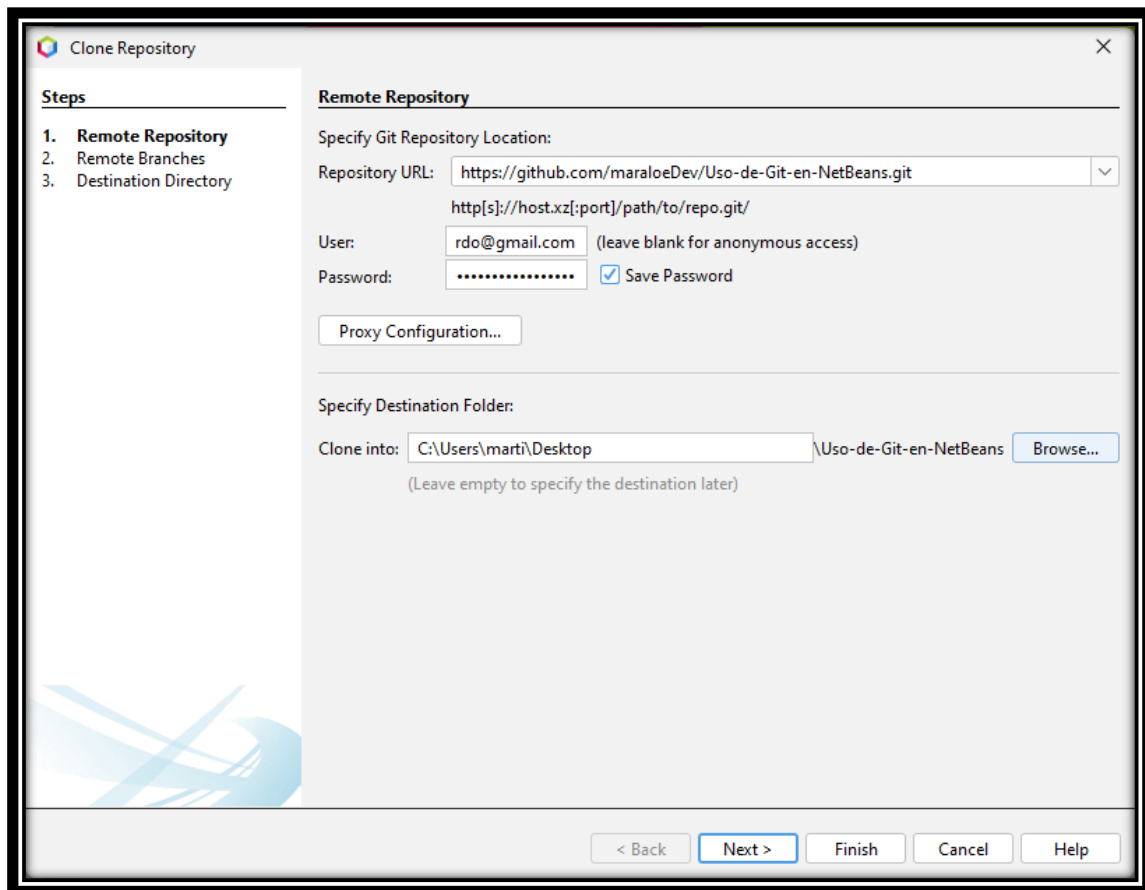 Clone Repository
Steps
1. Remote Repository
2. Remote Branches
3. Destination Directory
Remote Repository
Specify Git Repository Location:
Repository URL: https://github.com/maraloeDev/Uso-de-Git-en-NetBeans.git
http[s]://host.xz[:port]/path/to/repo.git/
User: rdo@gmail.com (leave blank for anonymous access)
Password: ••••••••••••••••• Save Password
Proxy Configuration...
Specify Destination Folder:
Clone into: C:\Users\marti\Desktop \Uso-de-Git-en-NetBeans Browse...
(Leave empty to specify the destination later)
< Back Next > Finish Cancel Help